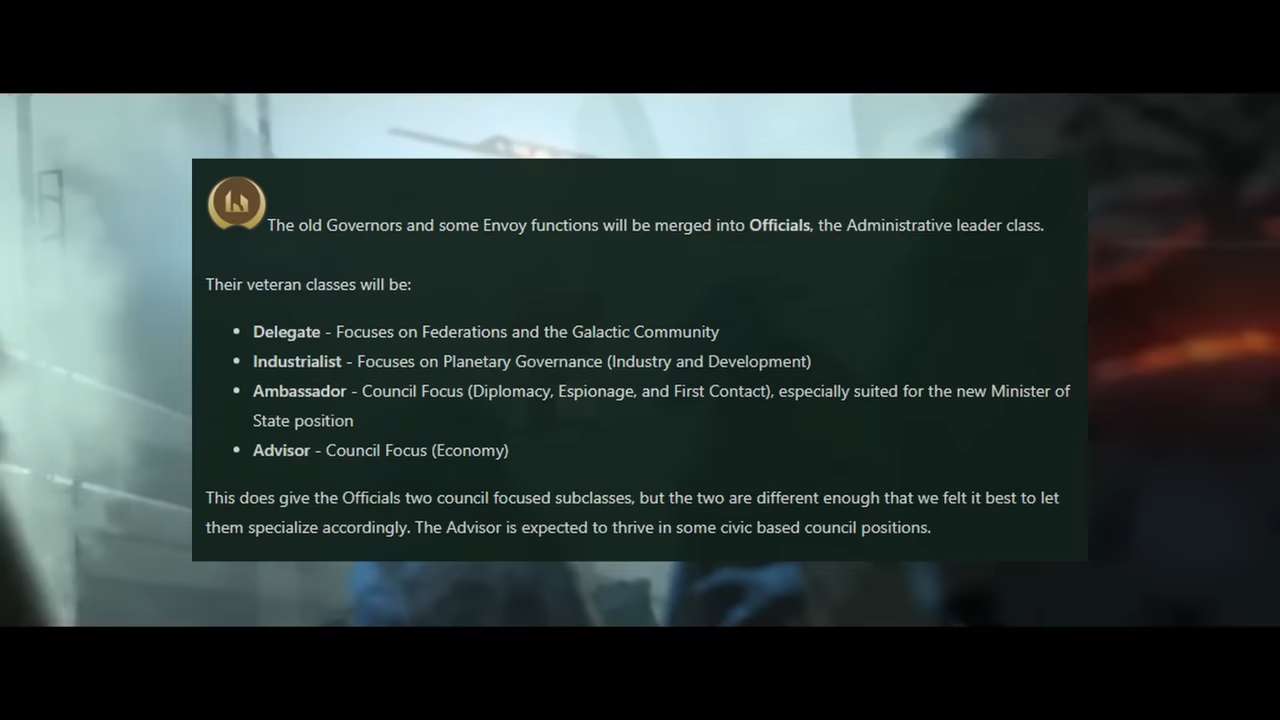 The old Governors and some Envoy functions will be merged into Officials, the Administrative leader class.
Their veteran classes will be:
• Delegate - Focuses on Federations and the Galactic Community
• Industrialist - Focuses on Planetary Governance (Industry and Development)
• Ambassador - Council Focus (Diplomacy, Espionage, and First Contact), especially suited for the new Minister of
State position
• Advisor - Council Focus (Economy)
This does give the Officials two council focused subclasses, but the two are different enough that we felt it best to let
them specialize accordingly. The Advisor is expected to thrive in some civic based council positions.